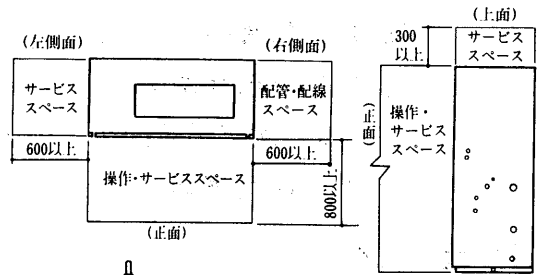 (左側面)
(右側面)
サービス
スペース
配管・配線
スペース
600以上
600以上
操作・サービススペース
800以上
(正面)
(上面)
300
以上
サービス
スペース
(正面)
操作・
サービス
スペース